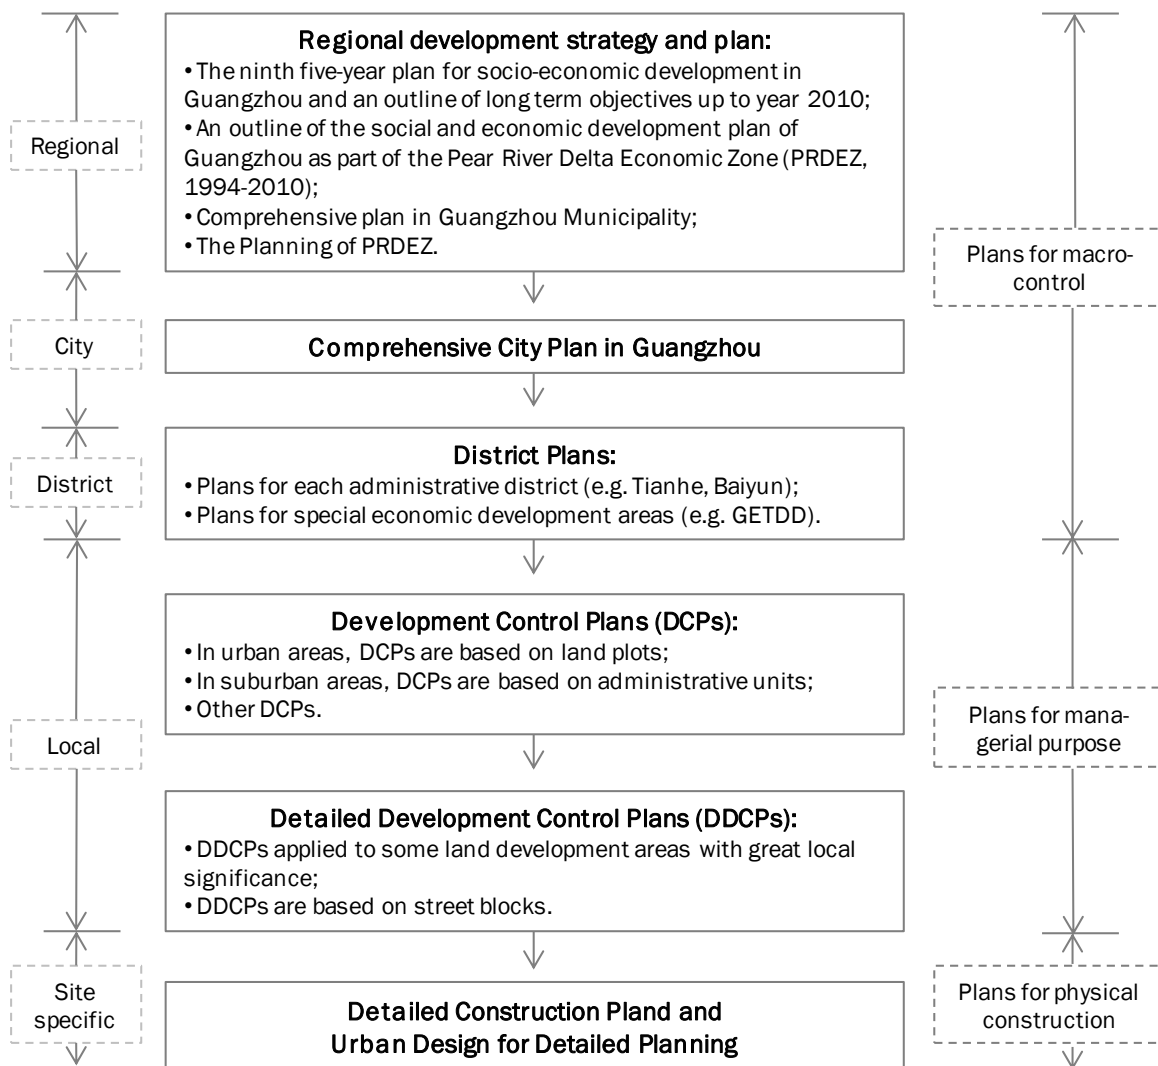 Regional development strategy and plan:
• The ninth five-year plan for socio-economic development in
Guangzhou and an outline of long term objectives up to year 2010;
• An outline of the social and economic development plan of
Guangzhou as part of the Pear River Delta Economic Zone (PRDEZ,
1994-2010);
• Comprehensive plan in Guangzhou Municipality;
• The Planning of PRDEZ.
Regional
Plans for macro-
control
City
Comprehensive City Plan in Guangzhou
District
District Plans:
• Plans for each administrative district (e.g. Tianhe, Baiyun);
• Plans for special economic development areas (e.g. GETDD).
Development Control Plans (DCPs):
• In urban areas, DCPs are based on land plots;
• In suburban areas, DCPs are based on administrative units;
• Other DCPs.
Local
Plans for mana-
gerial purpose
Detailed Development Control Plans (DDCPs):
• DDCPs applied to some land development areas with great local
significance;
• DDCPs are based on street blocks.
Site
specific
Detailed Construction Pland and
Urban Design for Detailed Planning
Plans for physical
construction